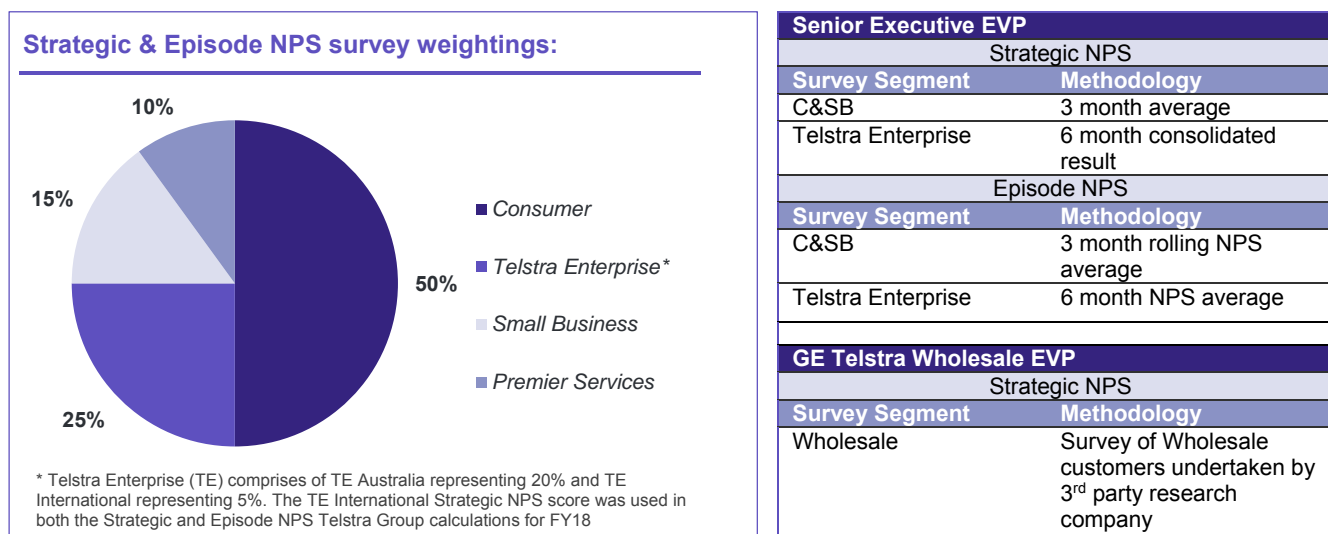 Strategic & Episode NPS survey weightings:
10%
15%
50%
25%
Consumer
Telstra Enterprise*
Small Business
Premier Services
* Telstra Enterprise (TE) comprises of TE Australia representing 20% and TE
International representing 5%. The TE International Strategic NPS score was used in
both the Strategic and Episode NPS Telstra Group calculations for FY18
Senior Executive EVP
Strategic NPS
Survey Segment Methodology
C&SB 3 month average
Telstra Enterprise 6 month consolidated
result
Episode NPS
Survey Segment Methodology
C&SB 3 month rolling NPS
average
Telstra Enterprise 6 month NPS average
GE Telstra Wholesale EVP
Strategic NPS
Survey Segment Methodology
Wholesale Survey of Wholesale
customers undertaken by
3rd party research
company